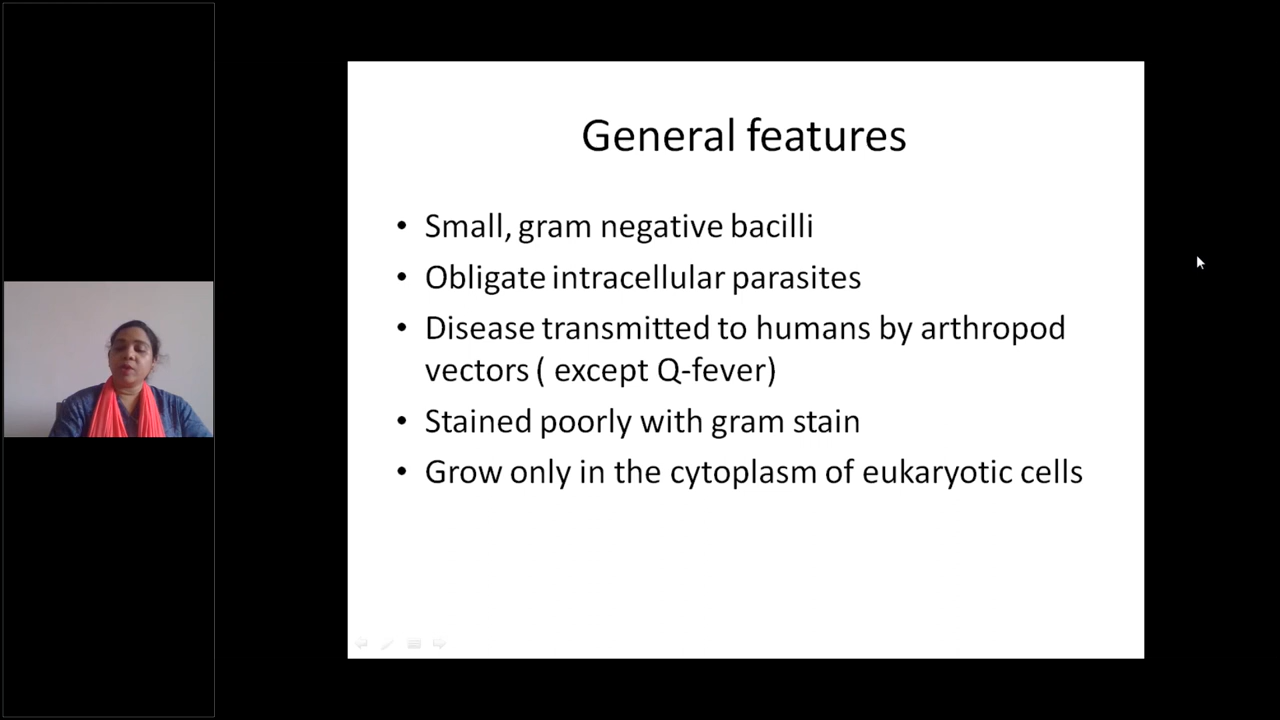 General features
• Small, gram negative bacilli
• Obligate intracellular parasites
• Disease transmitted to humans by arthropod
vectors ( except Q-fever)
• Stained poorly with gram stain
• Grow only in the cytoplasm of eukaryotic cells